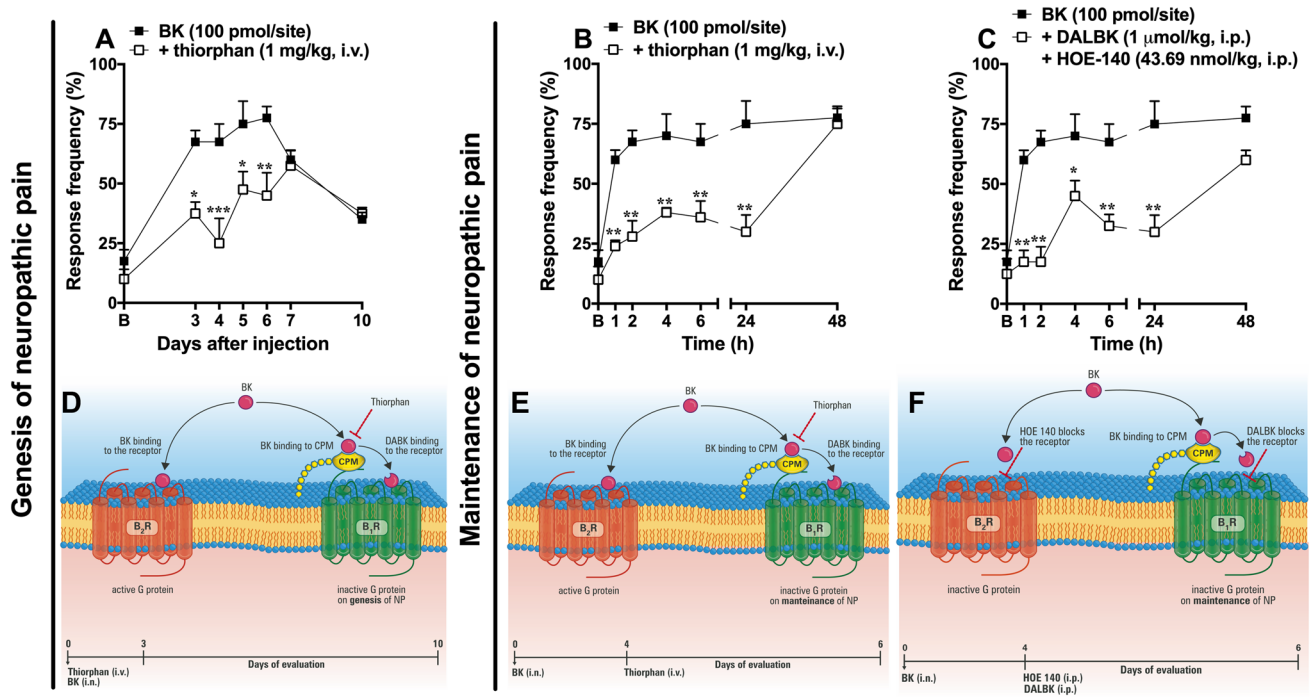 Genesis of neuropathic pain
A
BK (100 pmol/site)
+ thiorphan (1 mg/kg, i.v.)
Response frequency (%)
100
75
50
25
0
*
***
*
**
B 3 4 5 6 7 10
Days after injection
Maintenance of neuropathic pain
B
BK (100 pmol/site)
+ thiorphan (1 mg/kg, i.v.)
Response frequency (%)
100
75
50
25
0
**
**
**
**
**
B 1 2 4 6 24 48
Time (h)
C
BK (100 pmol/site)
+ DALBK (1 μmol/kg, i.p.)
+ HOE-140 (43.69 nmol/kg, i.p.)
Response frequency (%)
100
75
50
25
0
**
**
*
**
**
B 1 2 4 6 24 48
Time (h)
D
BK
Thiorphan
BK binding
to the receptor
BK binding to CPM
DABK binding
to the receptor
CPM
B2R
B1R
active G protein
inactive G protein
on genesis of NP
0 3 10
Days of evaluation
Thiorphan (i.v.)
BK (i.n.)
E
BK
Thiorphan
BK binding
to the receptor
BK binding to CPM
DABK binding
to the receptor
CPM
B2R
B1R
active G protein
inactive G protein
on manteinance of NP
0 4 6
Days of evaluation
BK (i.n.)
Thiorphan (i.v.)
F
BK
HOE 140 blocks
the receptor
BK binding to CPM
DALBK blocks
the receptor
CPM
B2R
B1R
inactive G protein
inactive G protein
on maintenance of NP
0 4 6
Days of evaluation
BK (i.n.)
HOE 140 (i.p.)
DALBK (i.p.)